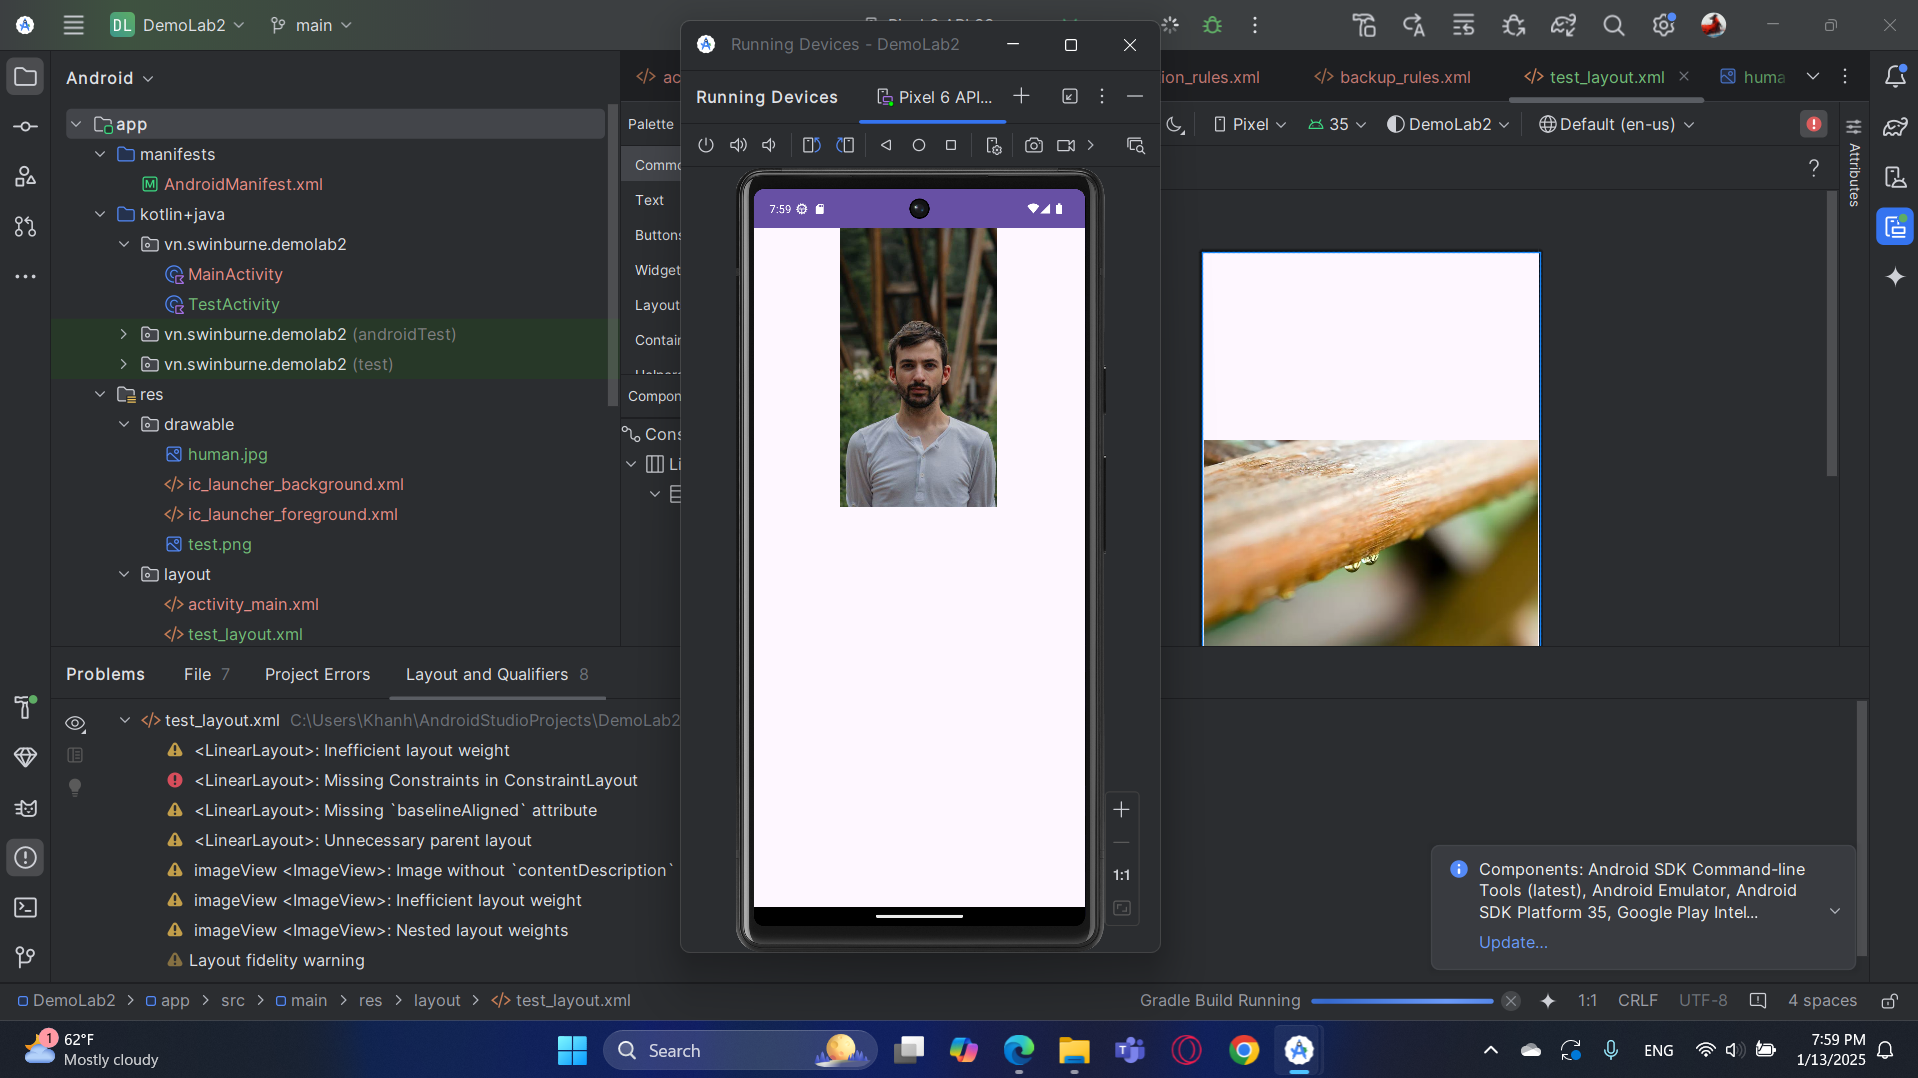 DL DemoLab2 main
Running Devices - DemoLab2
Android
Running Devices Pixel 6 API...
ac
ion_rules.xml backup_rules.xml test_layout.xml huma
Palette
Pixel 35 DemoLab2 Default (en-us)
Attributes
app
manifests
AndroidManifest.xml
kotlin+java
vn.swinburne.demolab2
MainActivity
TestActivity
vn.swinburne.demolab2 (androidTest)
vn.swinburne.demolab2 (test)
res
drawable
human.jpg
ic_launcher_background.xml
ic_launcher_foreground.xml
test.png
layout
activity_main.xml
test_layout.xml
Commo
Text
Buttons
Widget
Layout
Contain
Compon
Cons
Li
7:59
1:1
Problems File 7 Project Errors Layout and Qualifiers 8
test_layout.xml C:\Users\Khanh\AndroidStudioProjects\DemoLab2
<LinearLayout>: Inefficient layout weight
<LinearLayout>: Missing Constraints in ConstraintLayout
<LinearLayout>: Missing `baselineAligned` attribute
<LinearLayout>: Unnecessary parent layout
imageView <ImageView>: Image without `contentDescription`
imageView <ImageView>: Inefficient layout weight
imageView <ImageView>: Nested layout weights
Layout fidelity warning
Components: Android SDK Command-line
Tools (latest), Android Emulator, Android
SDK Platform 35, Google Play Intel...
Update...
DemoLab2 > app > src > main > res > layout > test_layout.xml
Gradle Build Running 1:1 CRLF UTF-8 4 spaces
1 62°F
Mostly cloudy
Search
ENG
7:59 PM
1/13/2025